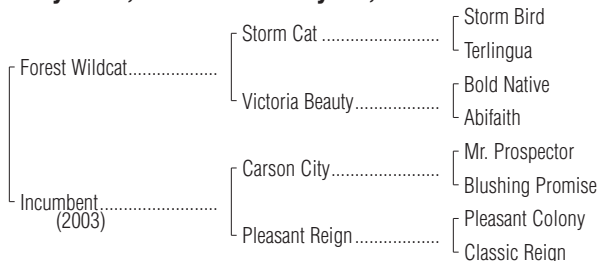 Storm Bird
Storm Cat ........................
Terlingua
Forest Wildcat..................
Bold Native
Victoria Beauty.................
Abifaith
Mr. Prospector
Carson City......................
Blushing Promise
Incumbent........................
(2003)
Pleasant Colony
Pleasant Reign.................
Classic Reign